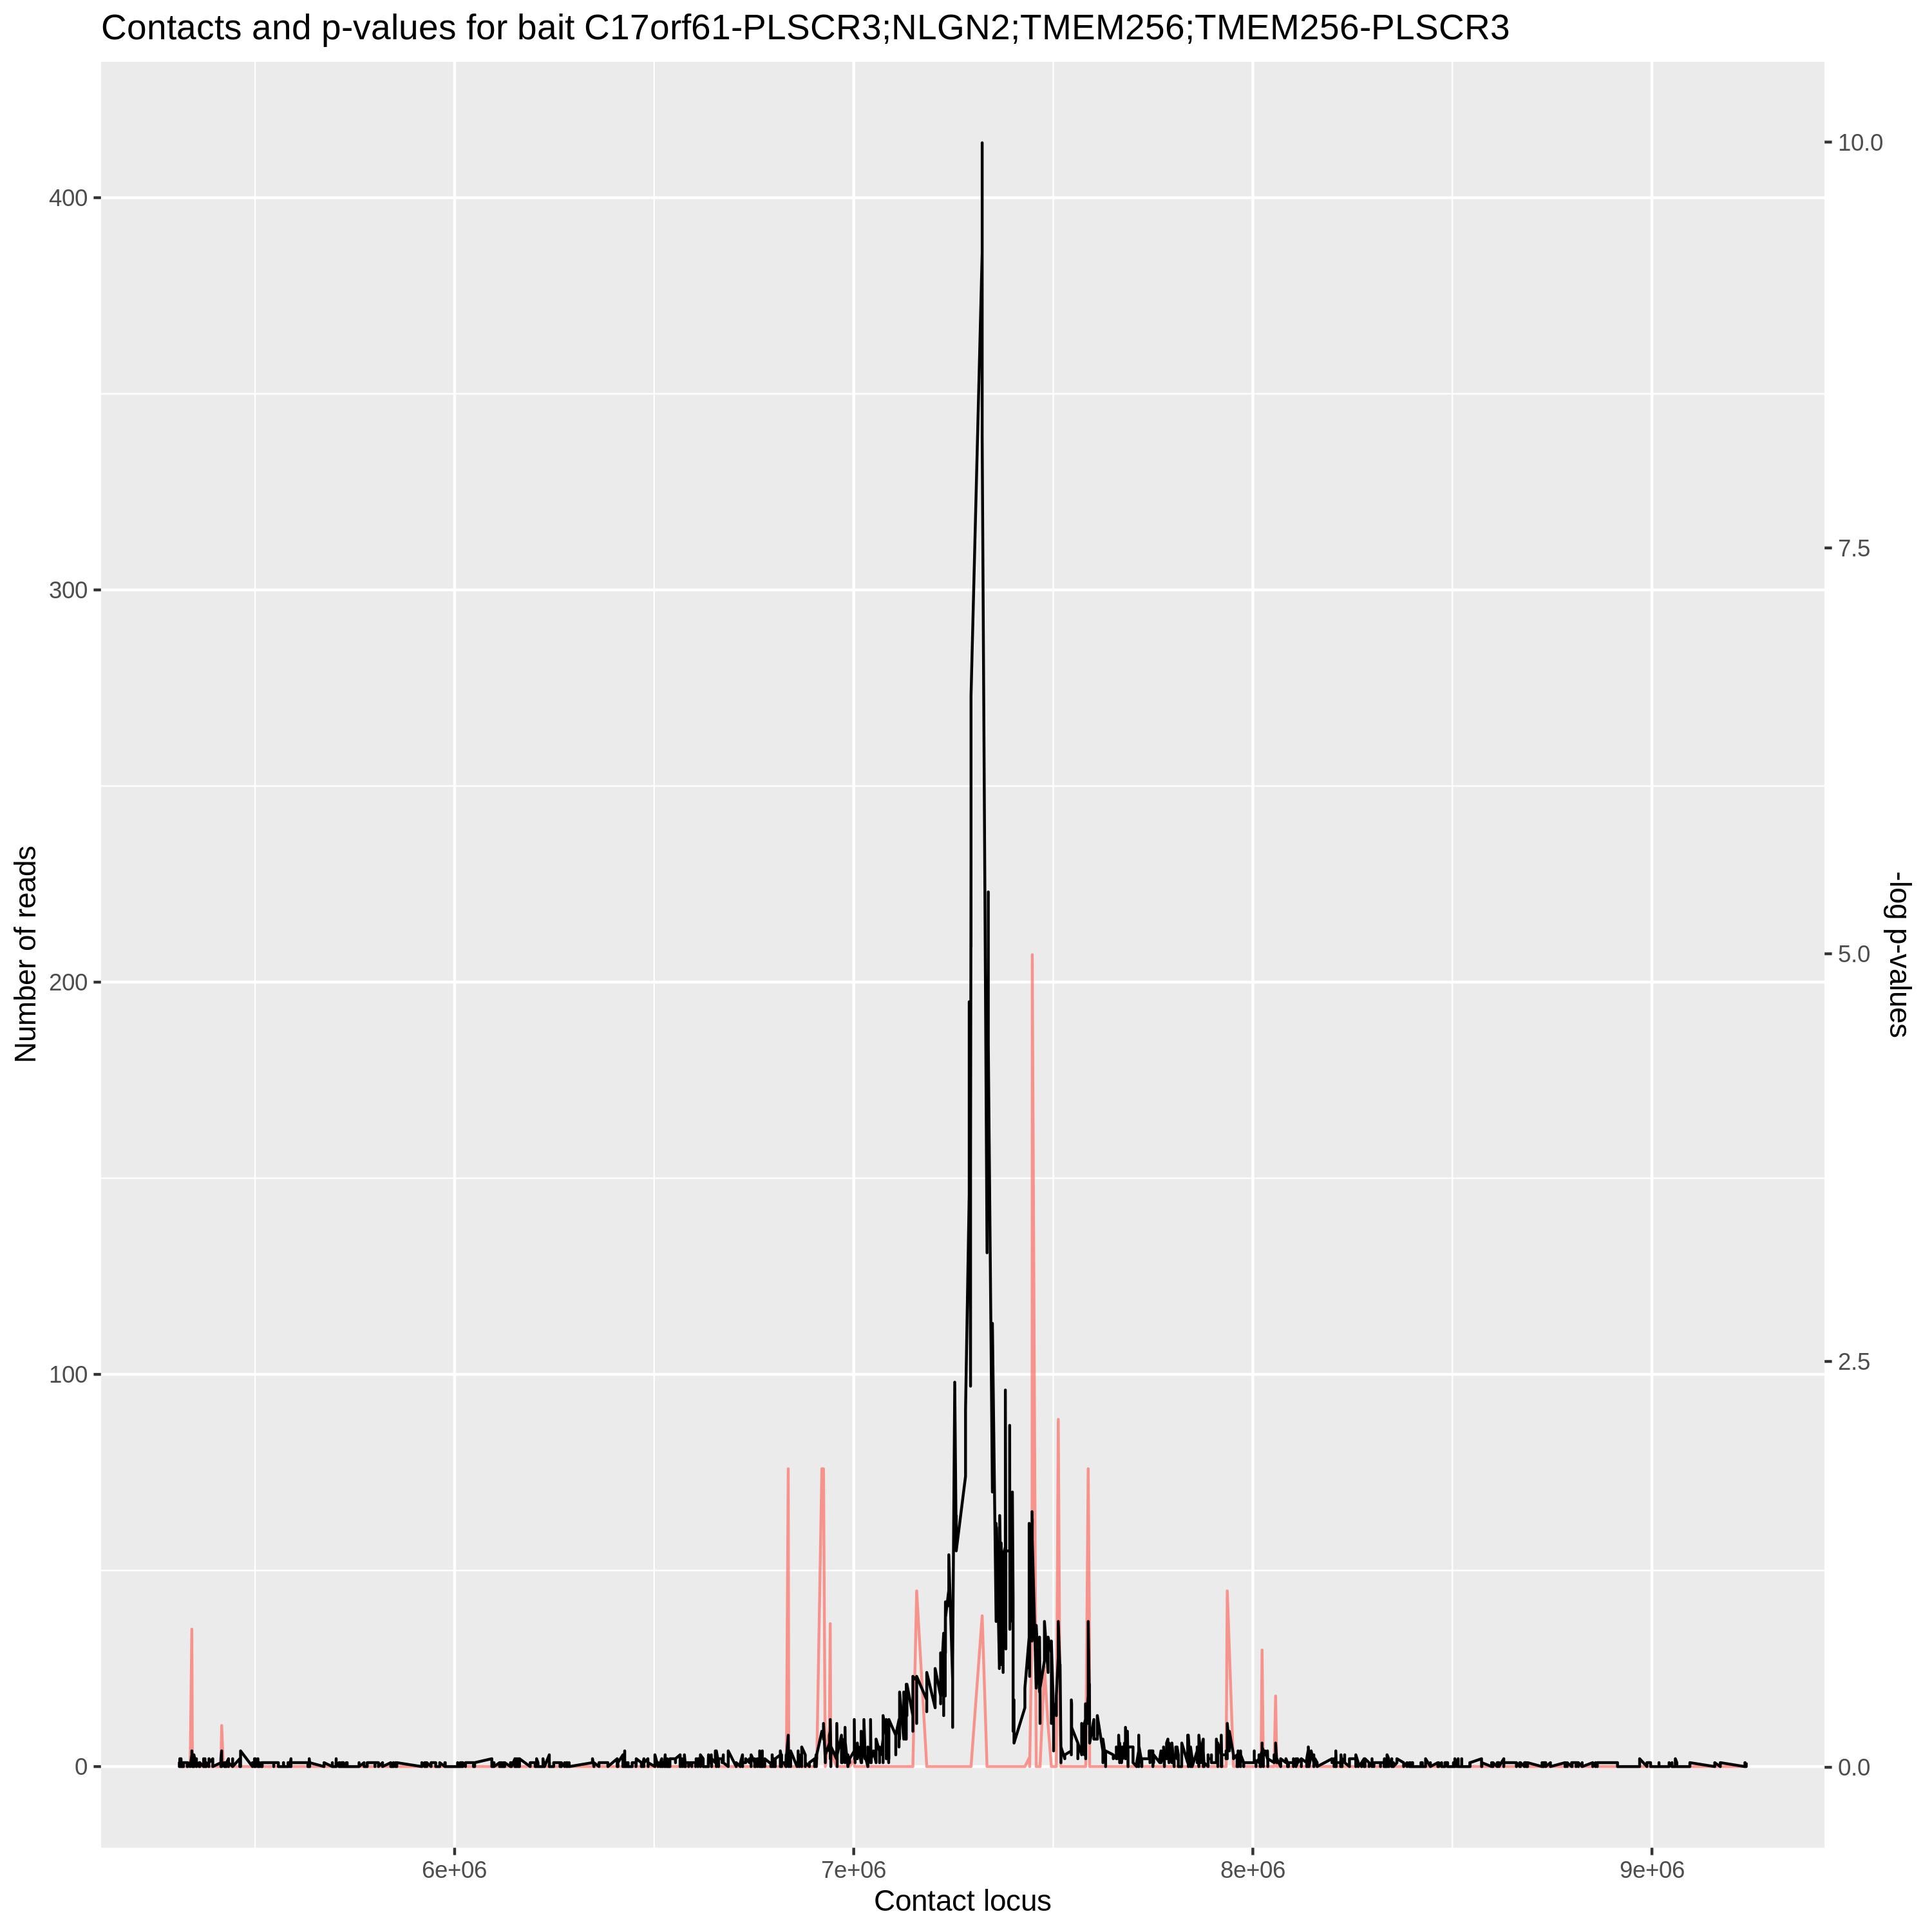 Contacts and p-values for bait C17orf61-PLSCR3;NLGN2;TMEM256;TMEM256-PLSCR3
Number of reads
400
300
200
100
0
10.0
7.5
5.0
2.5
0.0
-log p-values
6e+06 7e+06 8e+06 9e+06
Contact locus